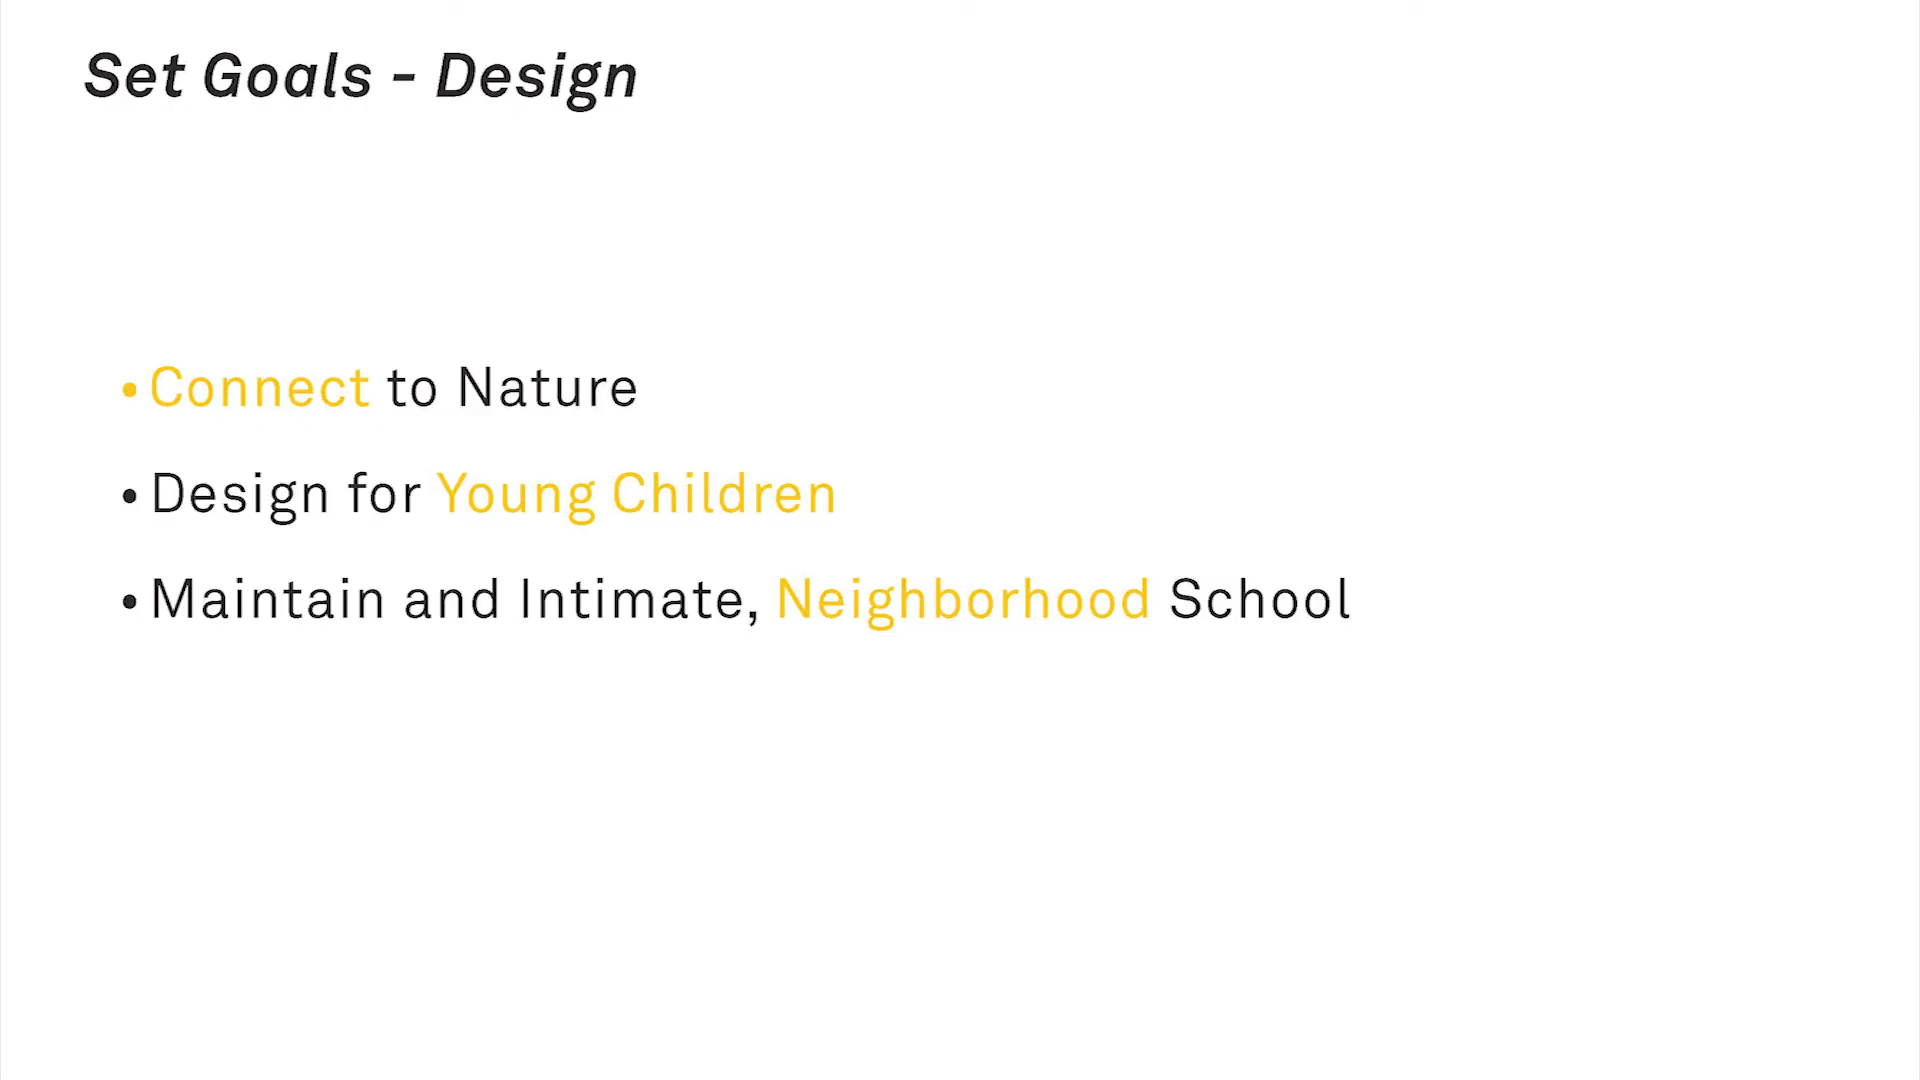 Set Goals - Design
• Connect to Nature
• Design for Young Children
• Maintain and Intimate, Neighborhood School